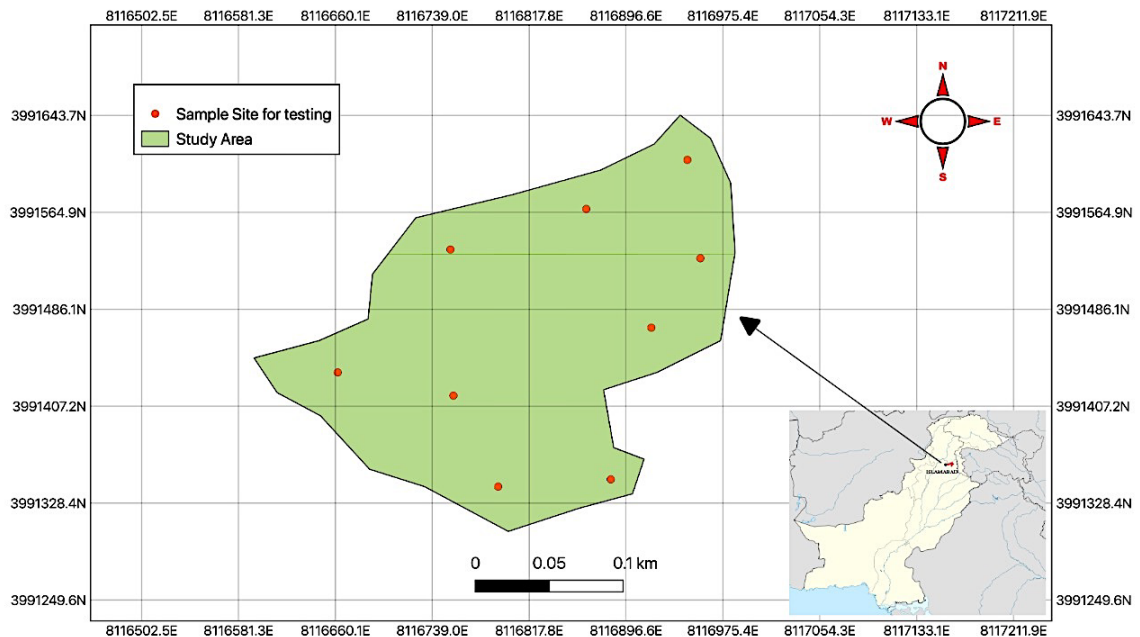 8116502.5E 8116581.3E 8116660.1E 8116739.0E 8116817.8E 8116896.6E 8116975.4E 8117054.3E 8117133.1E 8117211.9E
N
Sample Site for testing
3991643.7N W E 3991643.7N
Study Area
S
3991564.9N 3991564.9N
3991486.1N 3991486.1N
3991407.2N 3991407.2N
ISLAMABAD
3991328.4N 3991328.4N
0 0.05 0.1 km
3991249.6N 3991249.6N
8116502.5E 8116581.3E 8116660.1E 8116739.0E 8116817.8E 8116896.6E 8116975.4E 8117054.3E 8117133.1E 8117211.9E